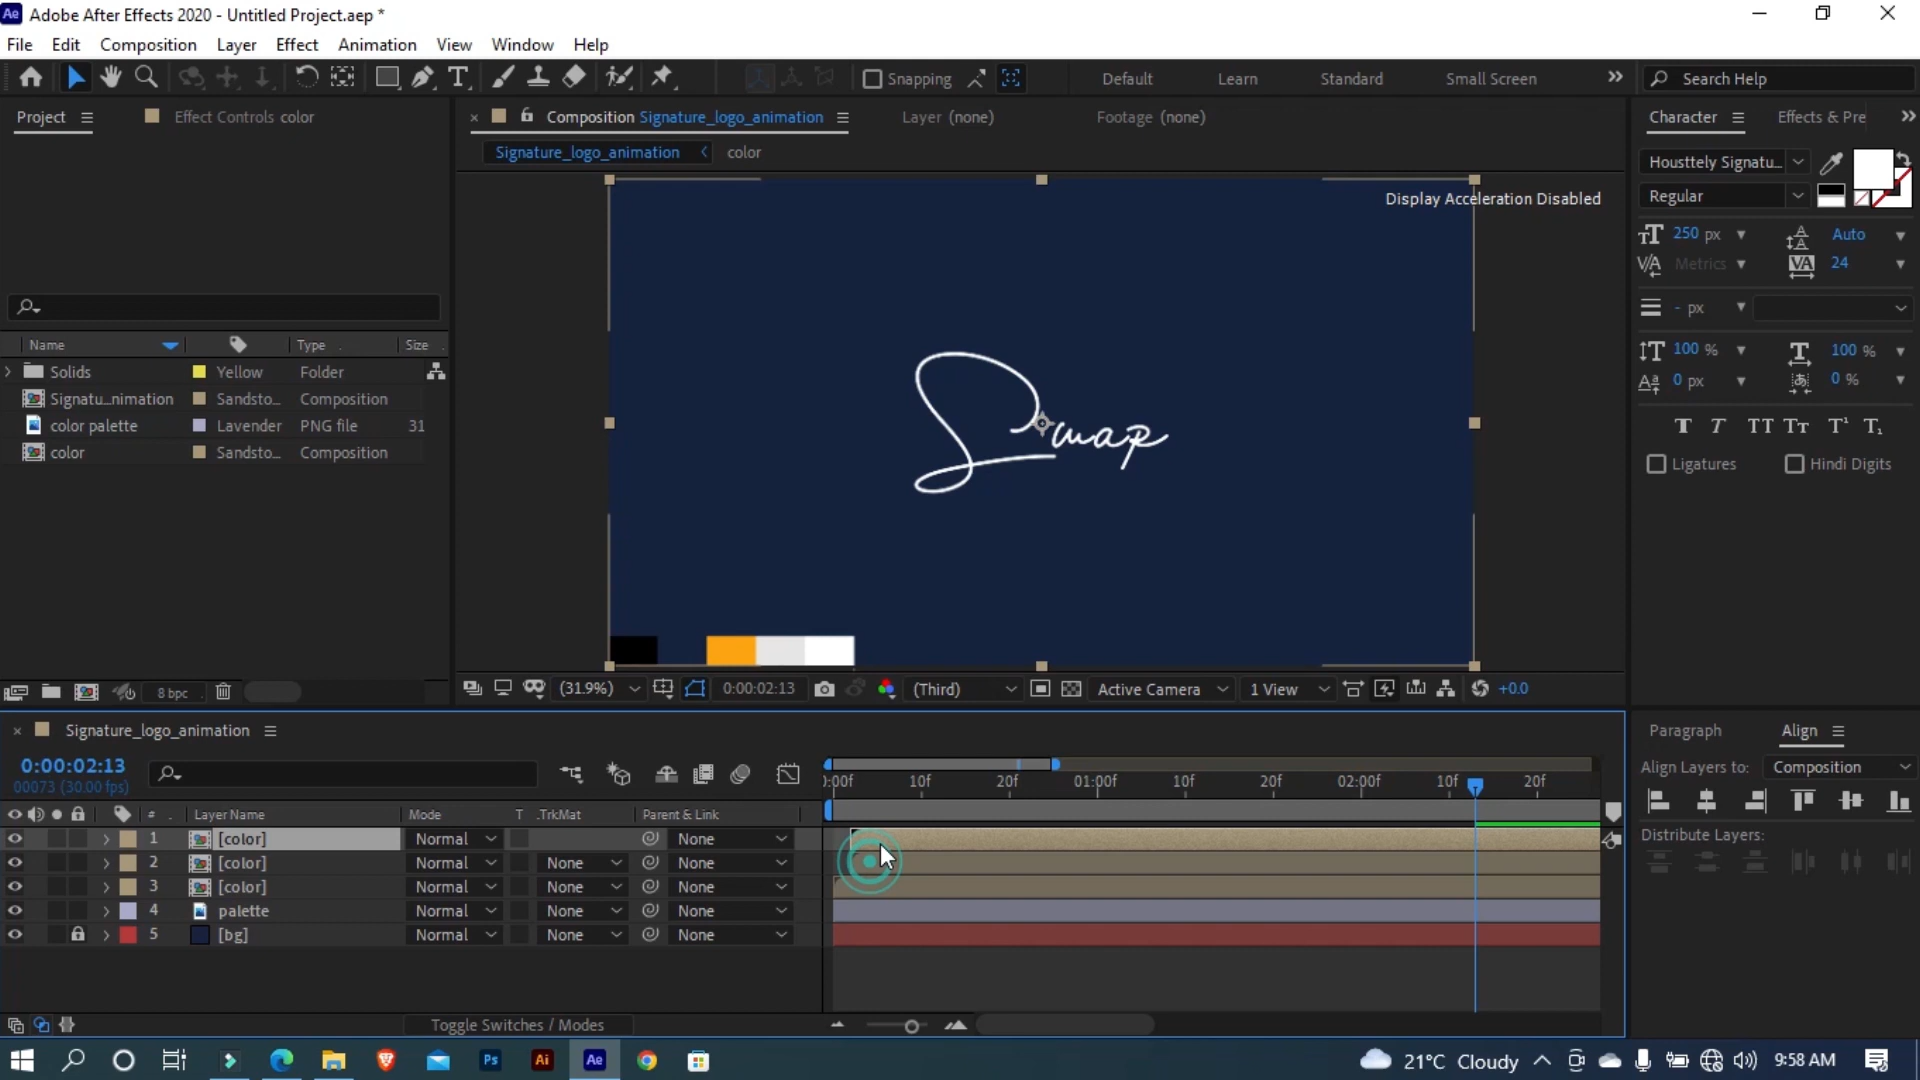 Ae Adobe After Effects 2020 - Untitled Project.aep *
File Edit Composition Layer Effect Animation View Window Help
Snapping Default Learn Standard Small Screen Search Help
Project Effect Controls color
Composition Signature_logo_animation Layer (none) Footage (none)
Signature_logo_animation color
Display Acceleration Disabled
Swap
Name Type Size
Solids Yellow Folder
Signatu...nimation Sandsto... Composition
color palette Lavender PNG file 31
color Sandsto... Composition
8 bpc
(31.9%) 0:00:02:13 (Third) Active Camera 1 View +0.0
Character Effects & Pre
Housttely Signatu...
Regular
250 px Auto
Metrics 24
- px
100 % 100 %
0 px 0 %
Ligatures Hindi Digits
Paragraph Align
Align Layers to: Composition
Distribute Layers:
Signature_logo_animation
0:00:02:13
00073 (30.00 fps)
# Layer Name Mode T .TrkMat Parent & Link
:00f 10f 20f 01:00f 10f 20f 02:00f 10f 20f
1 [color] Normal None
2 [color] Normal None None
3 [color] Normal None None
4 palette Normal None None
5 [bg] Normal None None
Toggle Switches / Modes
Ps Ai Ae 21°C Cloudy 9:58 AM